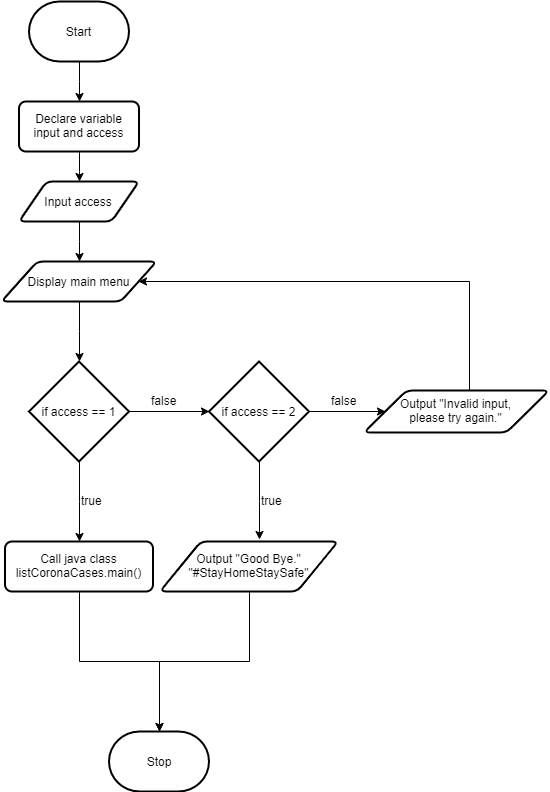 Start
Declare variable
input and access
Input access
Display main menu
if access == 1
false
if access == 2
false
Output "Invalid input,
please try again."
true
true
Call java class
listCoronaCases.main()
Output "Good Bye."
"#StayHomeStaySafe"
Stop